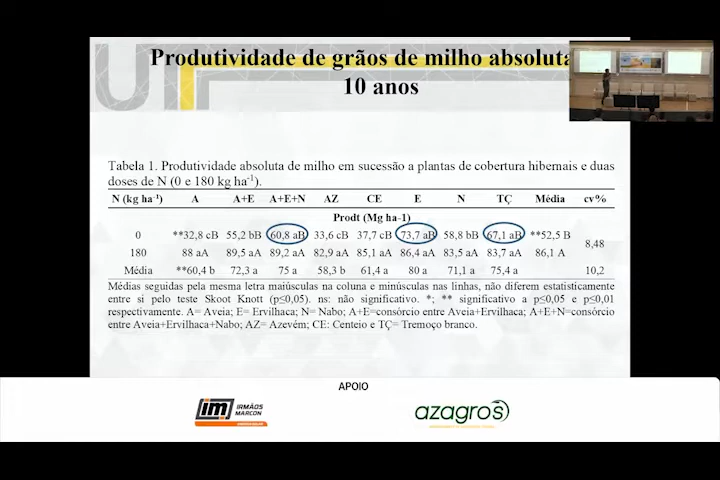 Produtividade de grãos de milho absoluta
10 anos
Tabela 1. Produtividade absoluta de milho em sucessão a plantas de cobertura hibernais e duas
doses de N (0 e 180 kg ha-1).
N (kg ha-1) A A+E A+E+N AZ CE E N TÇ Média cv%
Prodt (Mg ha-1)
0 **32,8 cB 55,2 bB 60,8 aB 33,6 cB 37,7 cB 73,7 aB 58,8 bB 67,1 aB **52,5 B 8,48
180 88 aA 89,5 aA 89,2 aA 82,9 aA 85,1 aA 86,4 aA 83,5 aA 83,7 aA 86,1 A
Média **60,4 b 72,3 a 75 a 58,3 b 61,4 a 80 a 71,1 a 75,4 a 10,2
Médias seguidas pela mesma letra maiúsculas na coluna e minúsculas nas linhas, não diferem estatisticamente
entre si pelo teste Skoot Knott (p≤0,05). ns: não significativo. *; ** significativo a p≤0,05 e p≤0,01
respectivamente. A= Aveia; E= Ervilhaca; N= Nabo; A+E=consórcio entre Aveia+Ervilhaca; A+E+N=consórcio
entre Aveia+Ervilhaca+Nabo; AZ= Azevém; CE: Centeio e TÇ= Tremoço branco.
APOIO
im IRMÃOS
MARCON
azagros